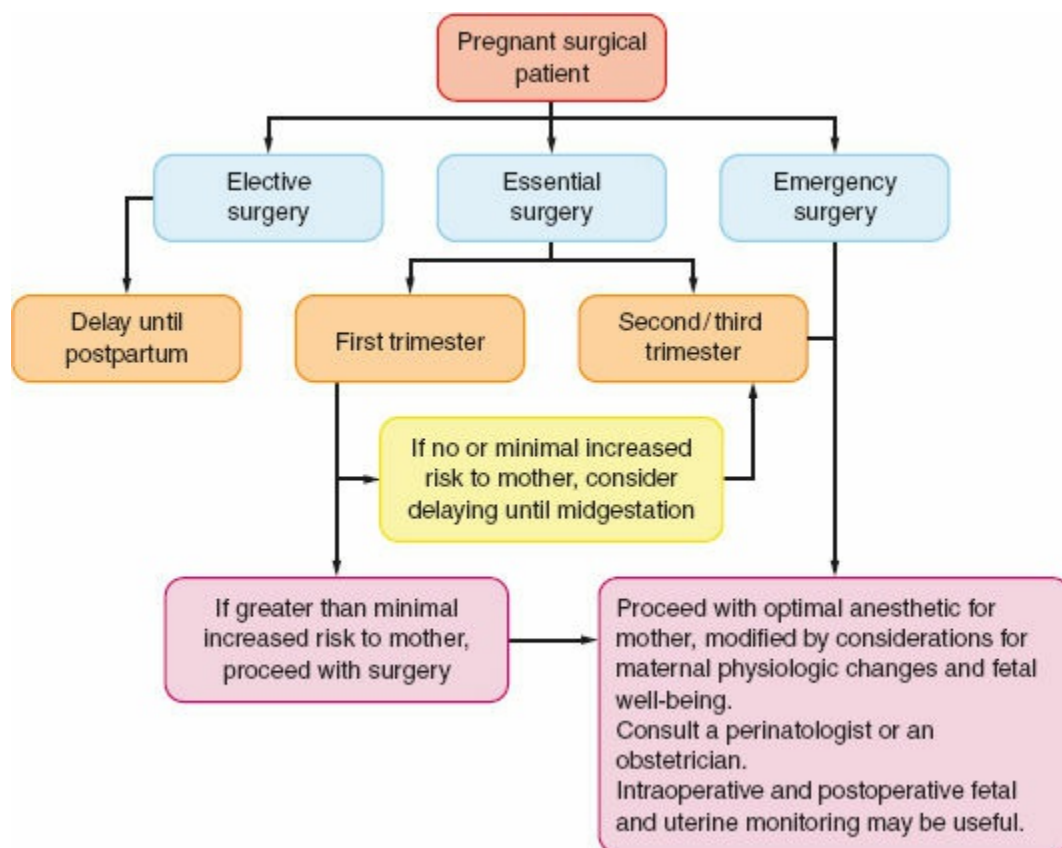 Pregnant surgical
patient
Elective
surgery
Essential
surgery
Emergency
surgery
Delay until
postpartum
First trimester
Second/third
trimester
If no or minimal increased
risk to mother, consider
delaying until midgestation
If greater than minimal
increased risk to mother,
proceed with surgery
Proceed with optimal anesthetic for
mother, modified by considerations for
maternal physiologic changes and fetal
well-being.
Consult a perinatologist or an
obstetrician.
Intraoperative and postoperative fetal
and uterine monitoring may be useful.